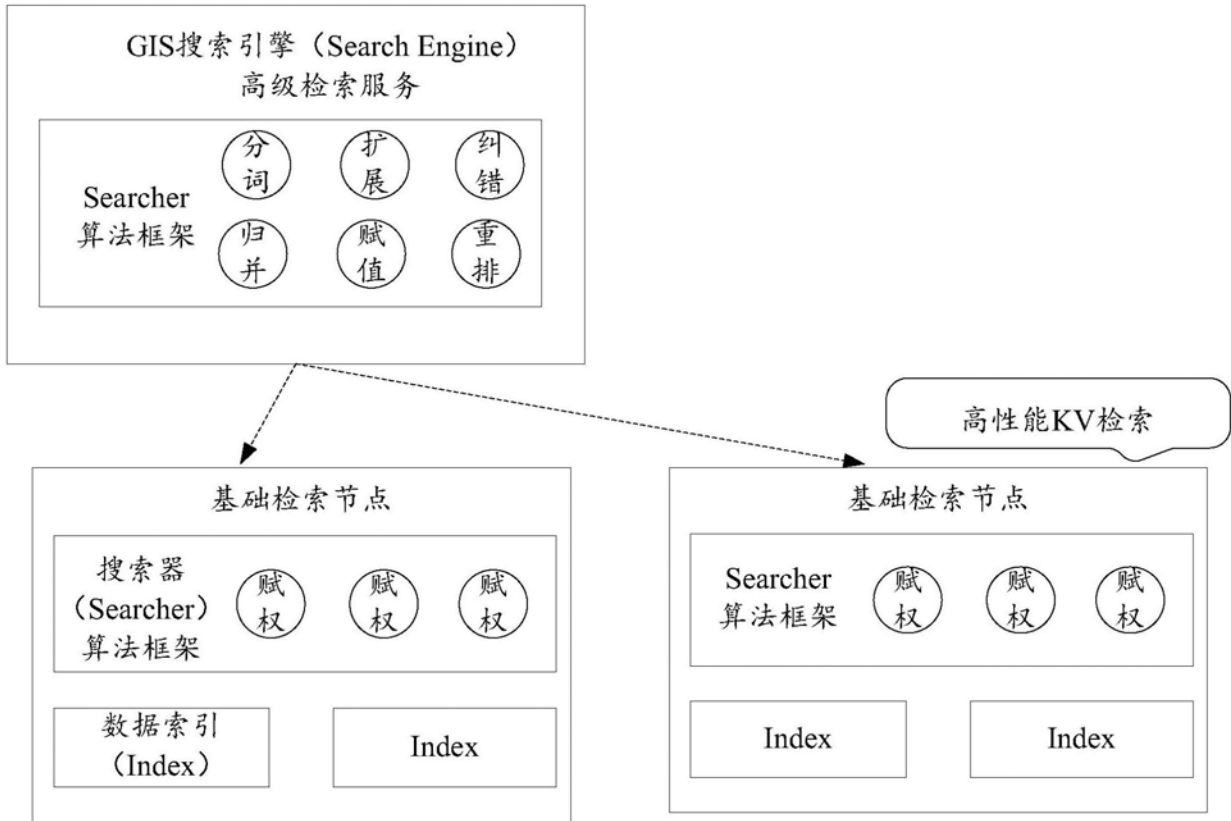 GIS搜索引擎（Search Engine）
高级检索服务
Searcher
算法框架
分词
扩展
纠错
归并
赋值
重排
高性能KV检索
基础检索节点
搜索器
（Searcher）
算法框架
赋权
赋权
赋权
数据索引
（Index）
Index
基础检索节点
Searcher
算法框架
赋权
赋权
赋权
Index
Index